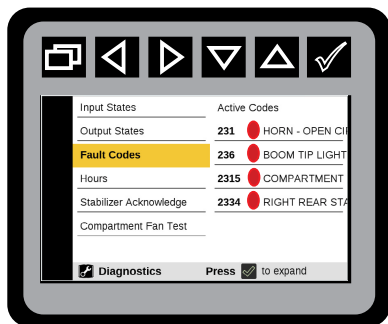 Input States
Output States
Fault Codes
Hours
Stabilizer Acknowledge
Compartment Fan Test
Active Codes
231 HORN - OPEN CI
236 BOOM TIP LIGHT
2315 COMPARTMENT
2334 RIGHT REAR STA
Diagnostics Press to expand